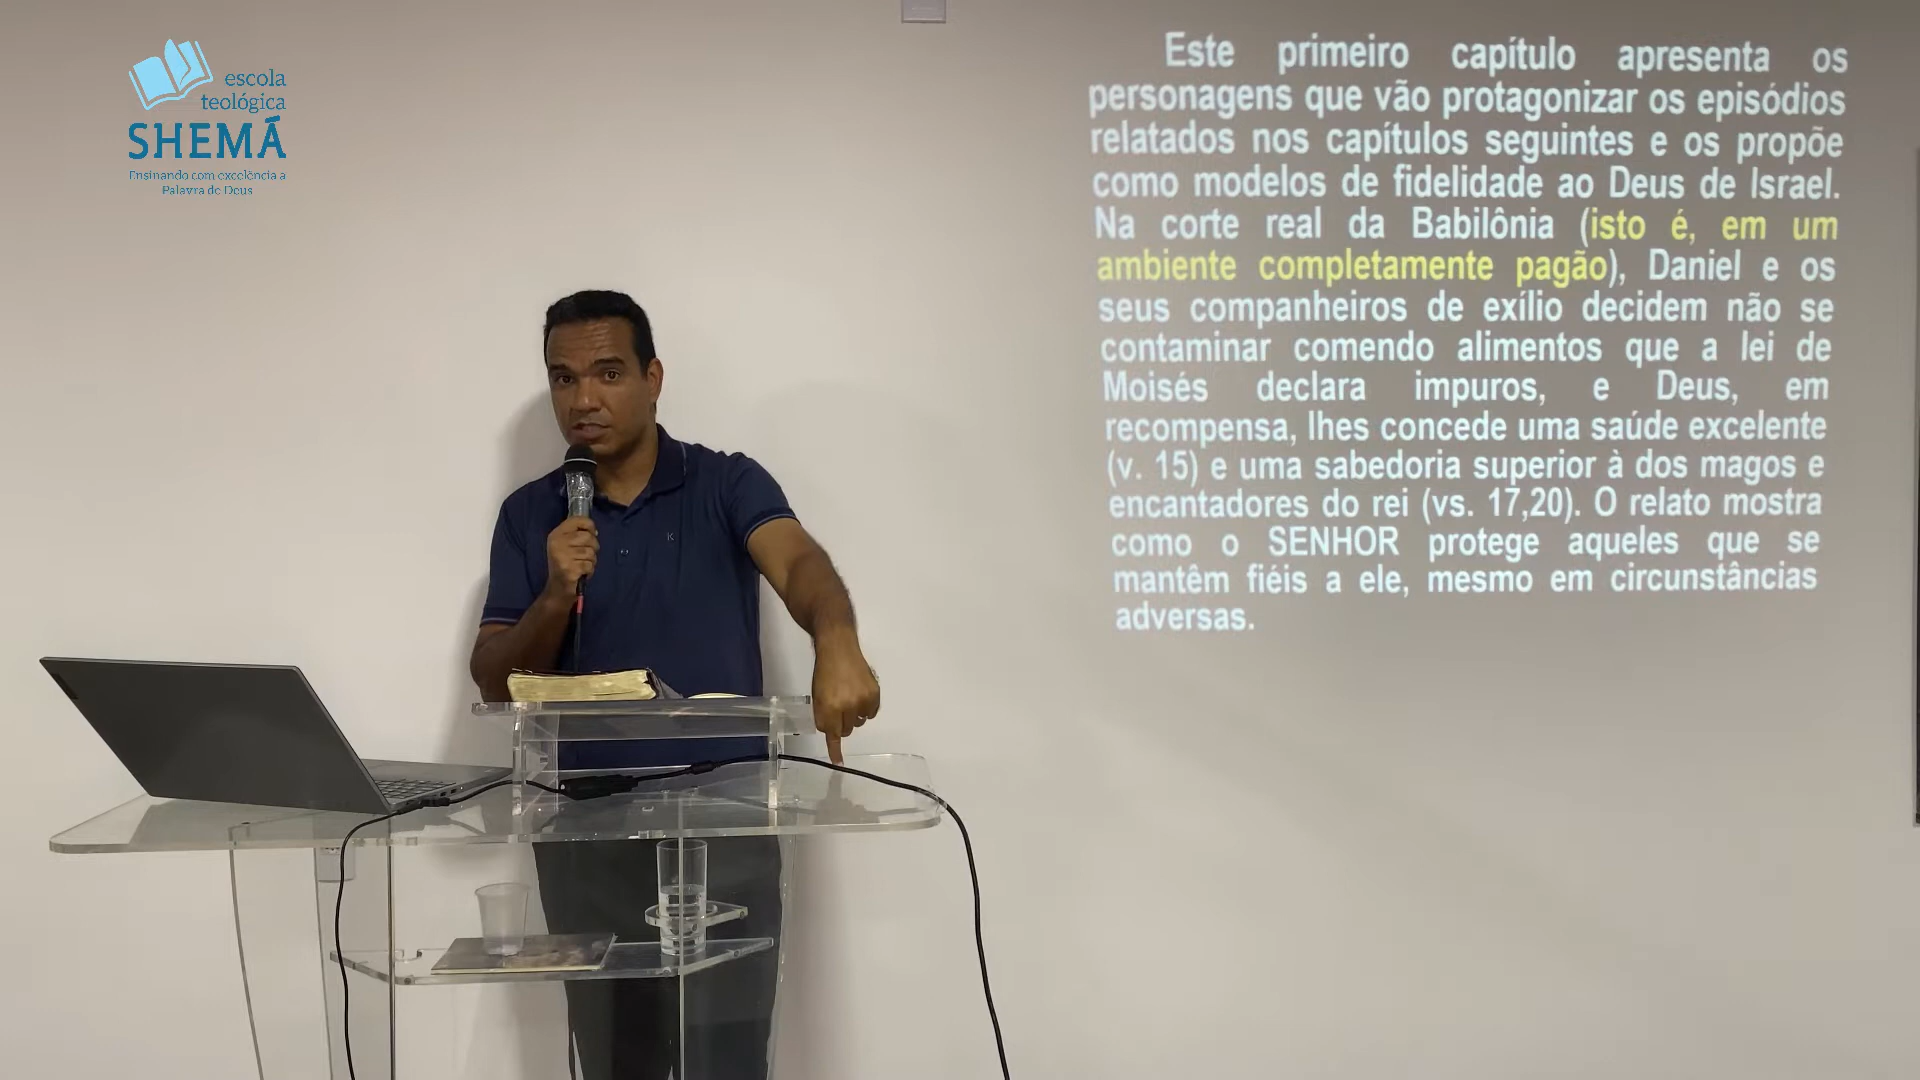 escola
teológica
SHEMÁ
Ensinando com excelência a
Palavra de Deus
Este primeiro capítulo apresenta os
personagens que vão protagonizar os episódios
relatados nos capítulos seguintes e os propõe
como modelos de fidelidade ao Deus de Israel.
Na corte real da Babilônia (isto é, em um
ambiente completamente pagão), Daniel e os
seus companheiros de exílio decidem não se
contaminar comendo alimentos que a lei de
Moisés declara impuros, e Deus, em
recompensa, lhes concede uma saúde excelente
(v. 15) e uma sabedoria superior à dos magos e
encantadores do rei (vs. 17,20). O relato mostra
como o SENHOR protege aqueles que se
mantêm fiéis a ele, mesmo em circunstâncias
adversas.
K